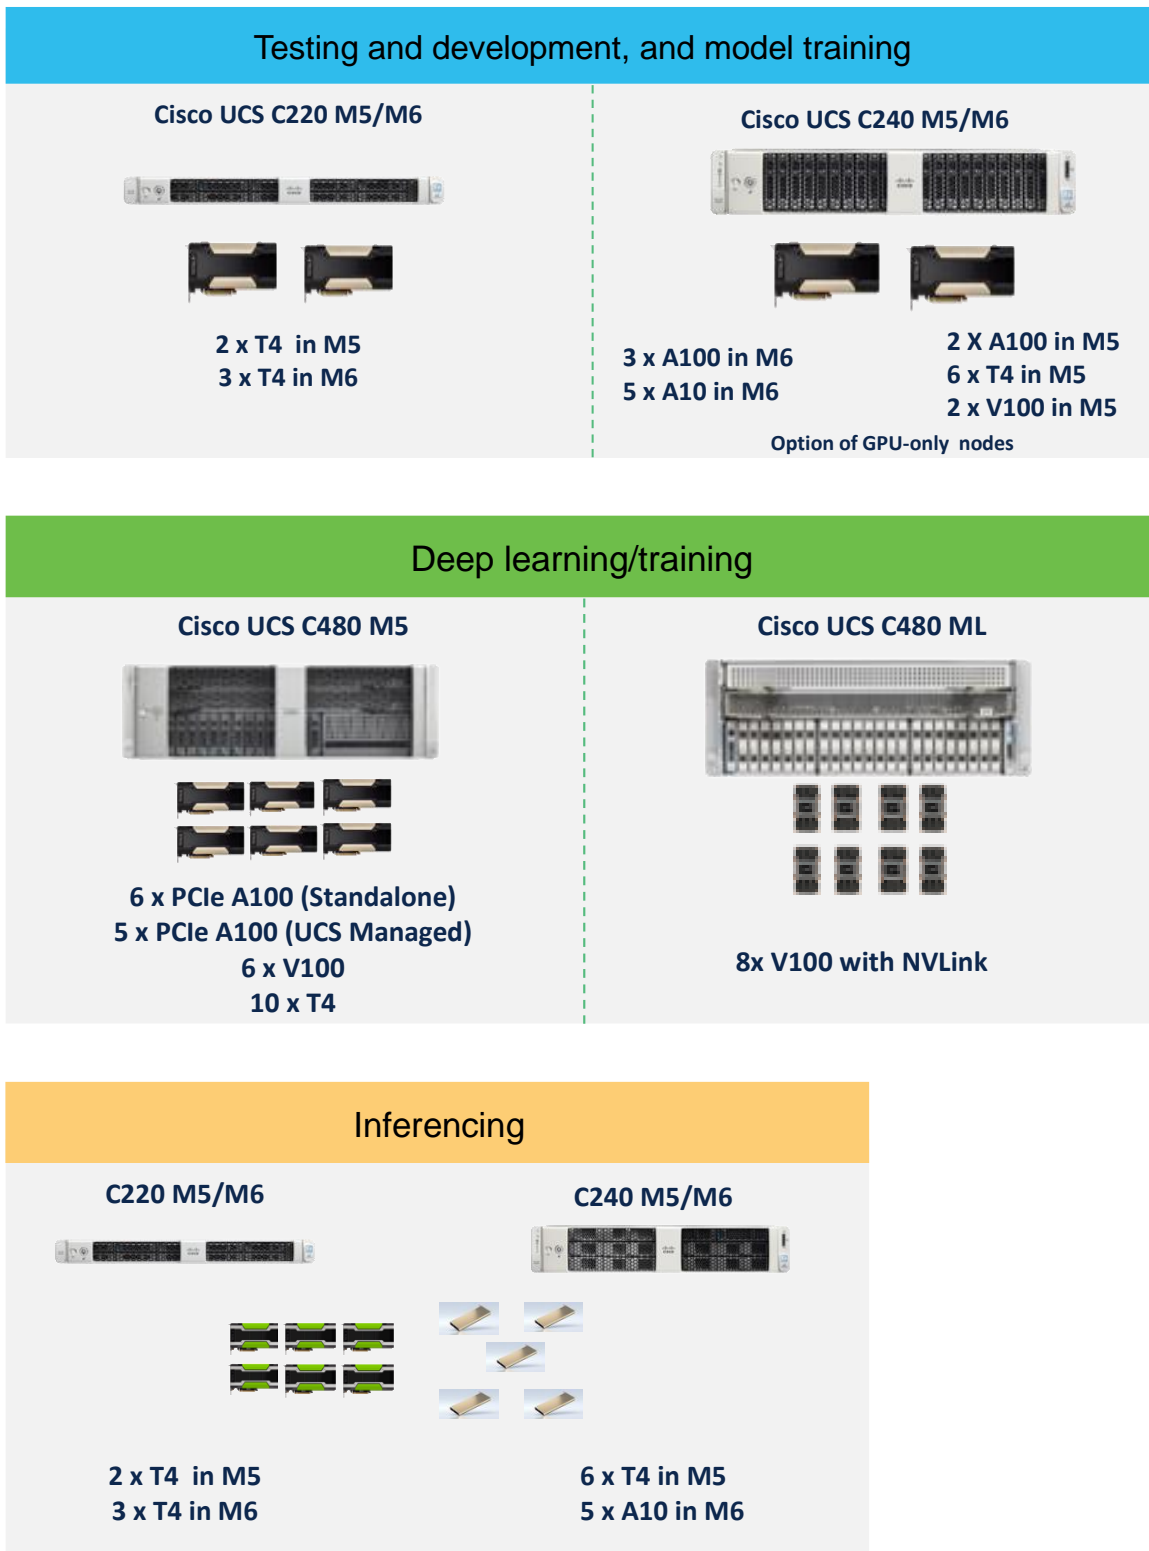 Testing and development, and model training
Cisco UCS C220 M5/M6
2 x T4 in M5
3 x T4 in M6
Cisco UCS C240 M5/M6
3 x A100 in M6
5 x A10 in M6
2 X A100 in M5
6 x T4 in M5
2 x V100 in M5
Option of GPU-only nodes
Deep learning/training
Cisco UCS C480 M5
6 x PCIe A100 (Standalone)
5 x PCIe A100 (UCS Managed)
6 x V100
10 x T4
Cisco UCS C480 ML
8x V100 with NVLink
Inferencing
C220 M5/M6
2 x T4 in M5
3 x T4 in M6
C240 M5/M6
6 x T4 in M5
5 x A10 in M6